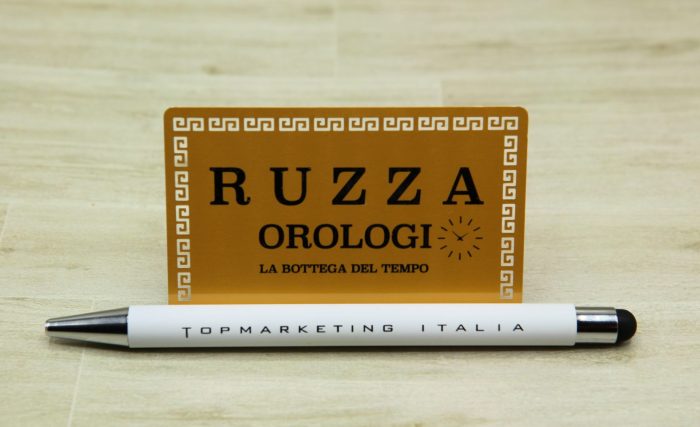 RUZZA
OROLOGI
LA BOTTEGA DEL TEMPO
TOPMARKETING ITALIA